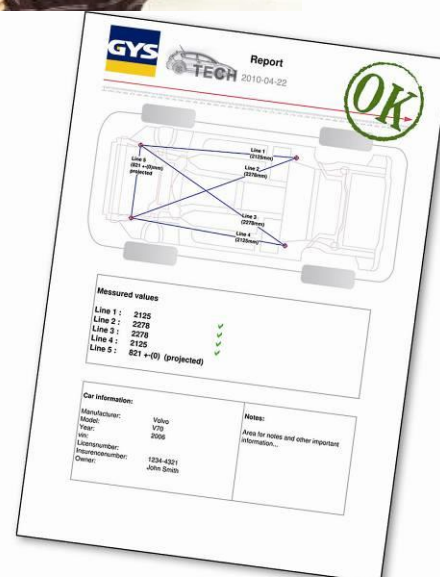 GYS
TECH
Report
2010-04-22
OK
Line 1
(2125mm)
Line 2
(2278mm)
Line 5
(821 +-(0)mm)
projected
Line 3
(2278mm)
Line 4
(2125mm)
Messured values
Line 1 : 2125
Line 2 : 2278
Line 3 : 2278
Line 4 : 2125
Line 5 : 821 +-(0) (projected)
Car information:
Manufacturer: Volvo
Model: V70
Year: 2006
vin:
Licensnumber:
Insurencenumber: 1234-4321
Owner: John Smith
Notes:
Area for notes and other important
information...